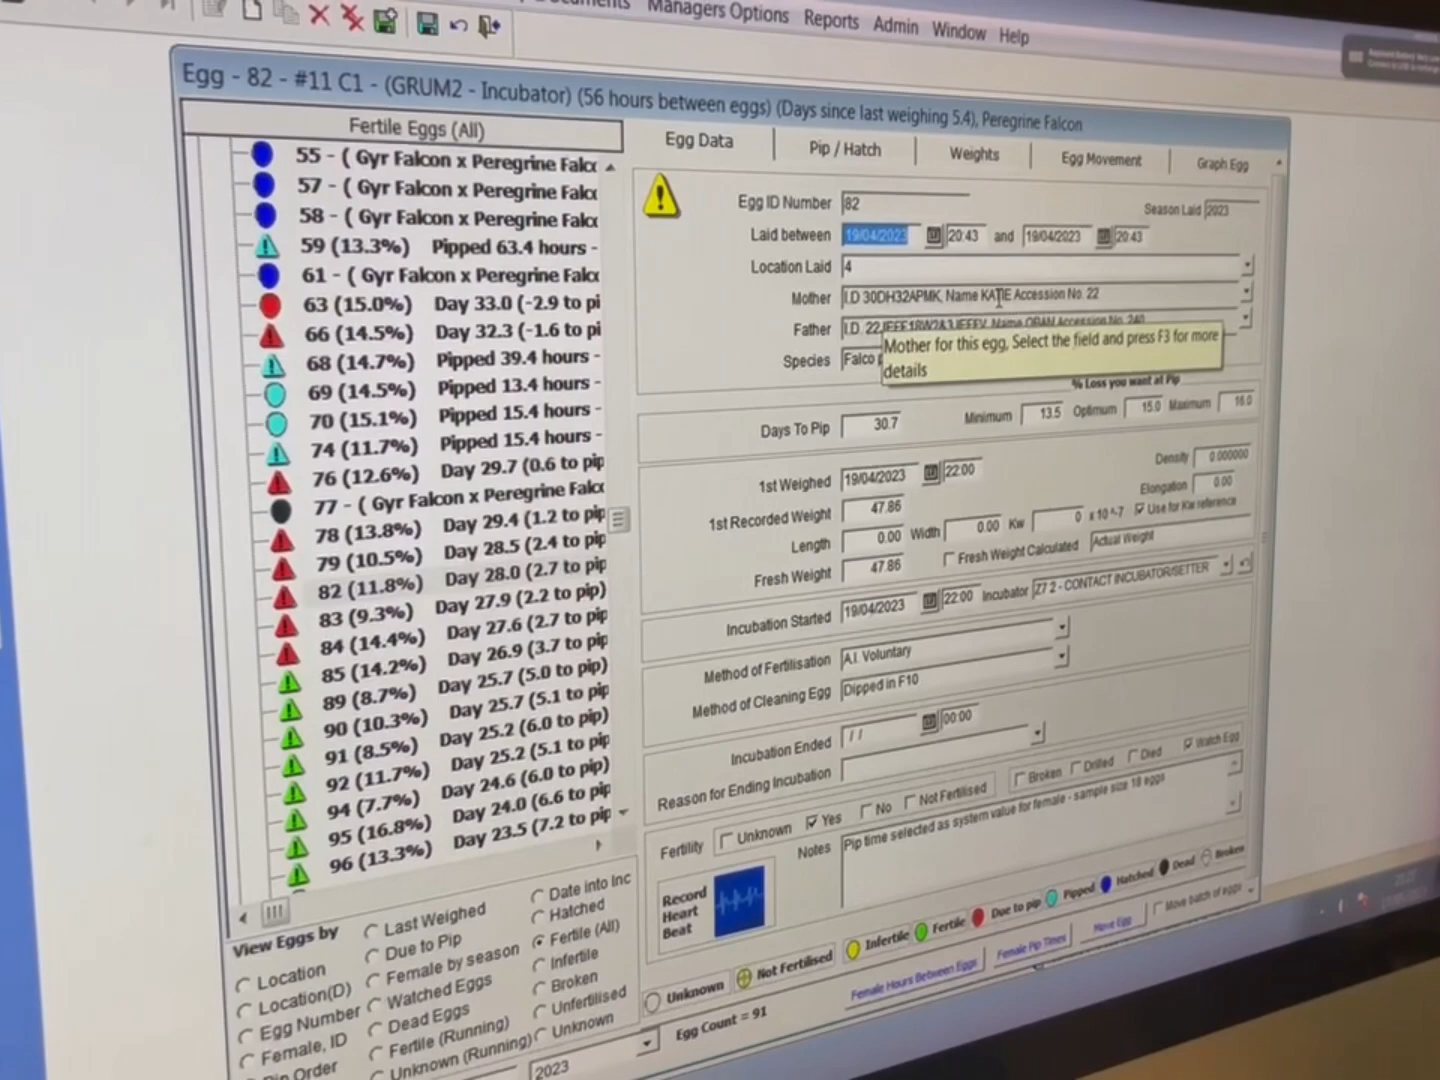 Managers Options Reports Admin Window Help
Egg - 82 - #11 C1 - (GRUM2 - Incubator) (56 hours between eggs) (Days since last weighing 5.4), Peregrine Falcon
Fertile Eggs (All)
55 - ( Gyr Falcon x Peregrine Falc
57 - ( Gyr Falcon x Peregrine Falc
58 - ( Gyr Falcon x Peregrine Falc
59 (13.3%) Pipped 63.4 hours -
61 - ( Gyr Falcon x Peregrine Falc
63 (15.0%) Day 33.0 (-2.9 to pi
66 (14.5%) Day 32.3 (-1.6 to pi
68 (14.7%) Pipped 39.4 hours -
69 (14.5%) Pipped 13.4 hours -
70 (15.1%) Pipped 15.4 hours -
74 (11.7%) Pipped 15.4 hours -
76 (12.6%) Day 29.7 (0.6 to pip
77 - ( Gyr Falcon x Peregrine Falc
78 (13.8%) Day 29.4 (1.2 to pip
79 (10.5%) Day 28.5 (2.4 to pip
82 (11.8%) Day 28.0 (2.7 to pip
83 (9.3%) Day 27.9 (2.2 to pip)
84 (14.4%) Day 27.6 (2.7 to pip
85 (14.2%) Day 26.9 (3.7 to pip
89 (8.7%) Day 25.7 (5.0 to pip)
90 (10.3%) Day 25.7 (5.1 to pip
91 (8.5%) Day 25.2 (6.0 to pip)
92 (11.7%) Day 25.2 (5.1 to pip
94 (7.7%) Day 24.6 (6.0 to pip)
95 (16.8%) Day 24.0 (6.6 to pip
96 (13.3%) Day 23.5 (7.2 to pip
View Eggs by
Location
Location(D)
Egg Number
Female, ID
Pip Order
Last Weighed
Due to Pip
Female by season
Watched Eggs
Dead Eggs
Fertile (Running)
Unknown (Running)
Date into Inc
Hatched
Fertile (All)
Infertile
Broken
Unfertilised
Unknown
2023
Egg Data Pip / Hatch Weights Egg Movement Graph Egg
Egg ID Number 82 Season Laid 2023
Laid between 19/04/2023 20:43 and 19/04/2023 20:43
Location Laid 4
Mother I.D 30DH32APMK, Name KATIE Accession No. 22
Father I.D. Name OBAN Accession No. 240
Mother for this egg, Select the field and press F3 for more
details
Species Falco
% Loss you want at Pip
Days To Pip 30.7 Minimum 13.5 Optimum 15.0 Maximum 16.0
1st Weighed 19/04/2023 22:00 Density 0.000000
1st Recorded Weight 47.86 Elongation 0.00
Length 0.00 Width 0.00 Kw 0 x 10^-7 Use for Kw reference
Fresh Weight 47.86 Fresh Weight Calculated Actual Weight
Incubation Started 19/04/2023 22:00 Incubator Z7 2 - CONTACT INCUBATOR/SETTER
Method of Fertilisation A.I. Voluntary
Method of Cleaning Egg Dipped in F10
Incubation Ended / / 00:00
Reason for Ending Incubation
Broken Drilled Died Watch Egg
Fertility Unknown Yes No Not Fertilised
Notes Pip time selected as system value for female - sample size 18 eggs
Record
Heart
Beat
Unknown Not Fertilised Infertile Fertile Due to pip Pipped Hatched Dead Broken
Female Hours Between Eggs Female Pip Times Move Egg Move batch of eggs
Egg Count = 91